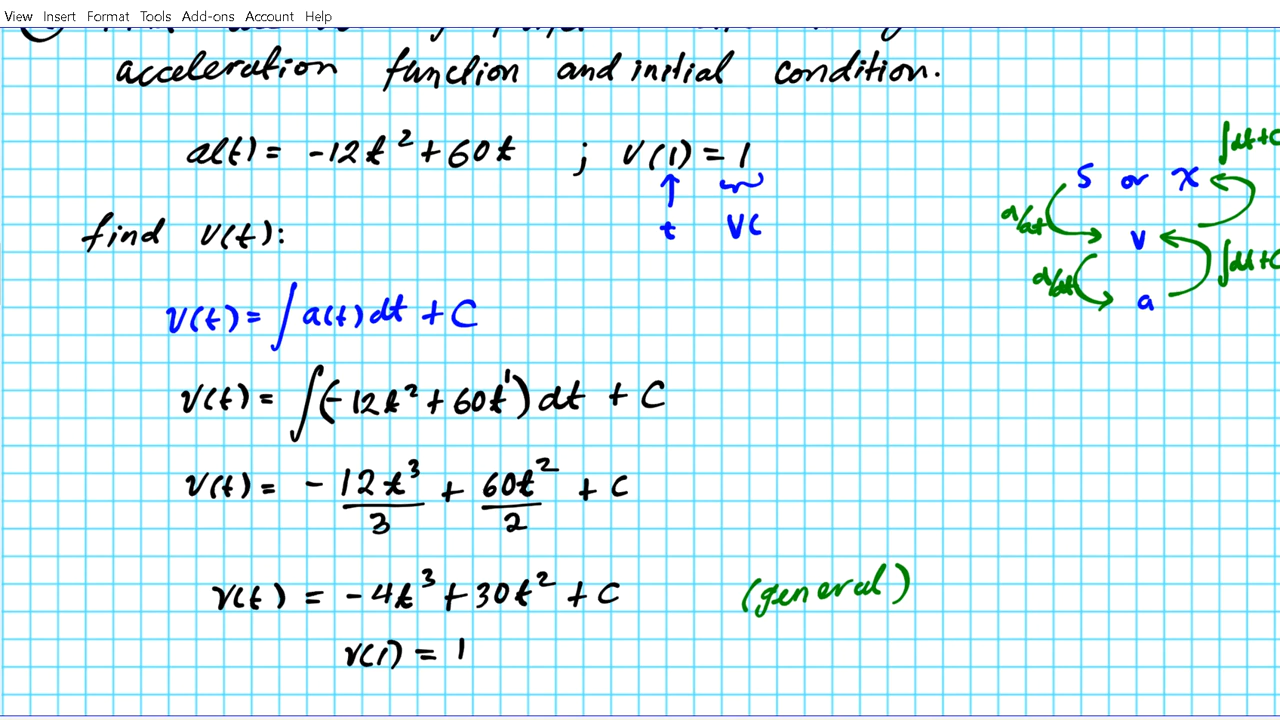 View Insert Format Tools Add-ons Account Help
acceleration function and initial condition.
a(t) = -12t² + 60t ; v(1) = 1
t
find v(t):
v(t) = ∫ a(t) dt + C
v(t) = ∫(-12t² + 60t¹) dt + C
v(t) = - 12t³/3 + 60t²/2 + C
v(t) = -4t³ + 30t² + C (general)
v(1) = 1
∫dt + C
S or x
d/dt
v
∫dt + C
d/dt
a